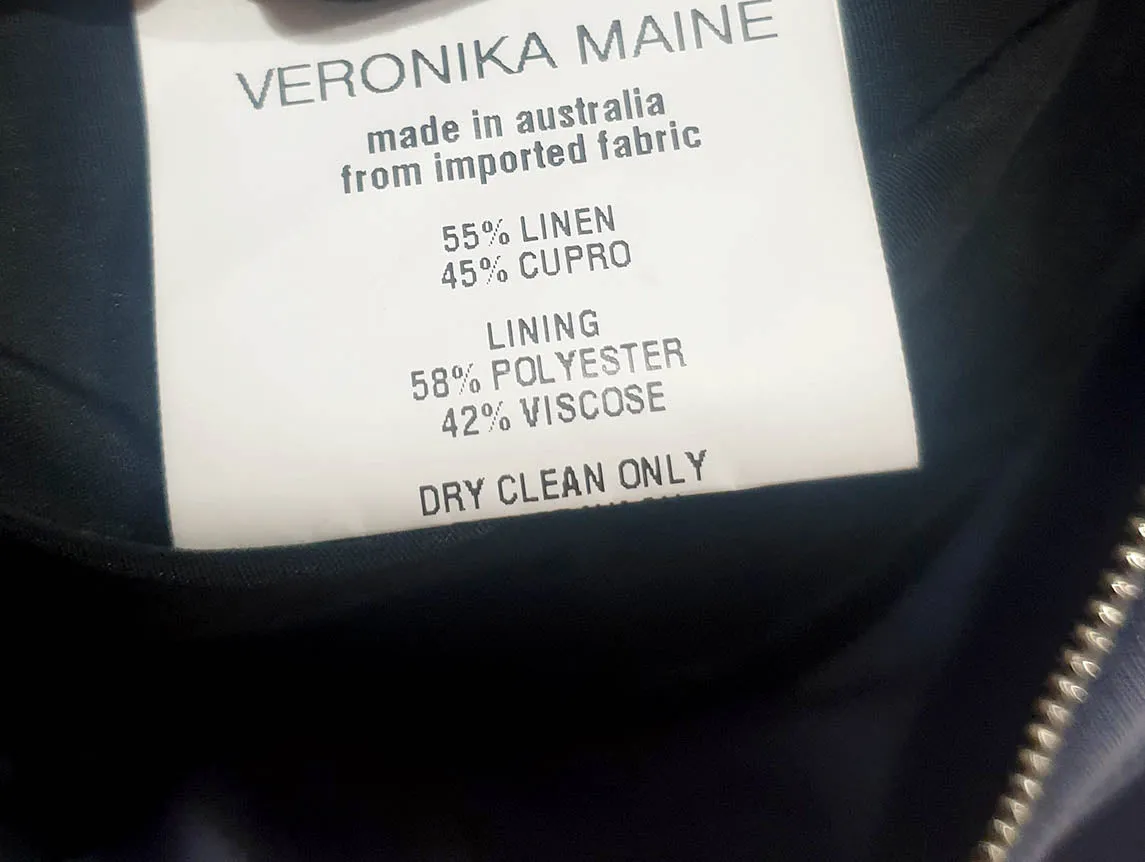 VERONIKA MAINE
made in australia
from imported fabric
55% LINEN
45% CUPRO
LINING
58% POLYESTER
42% VISCOSE
DRY CLEAN ONLY